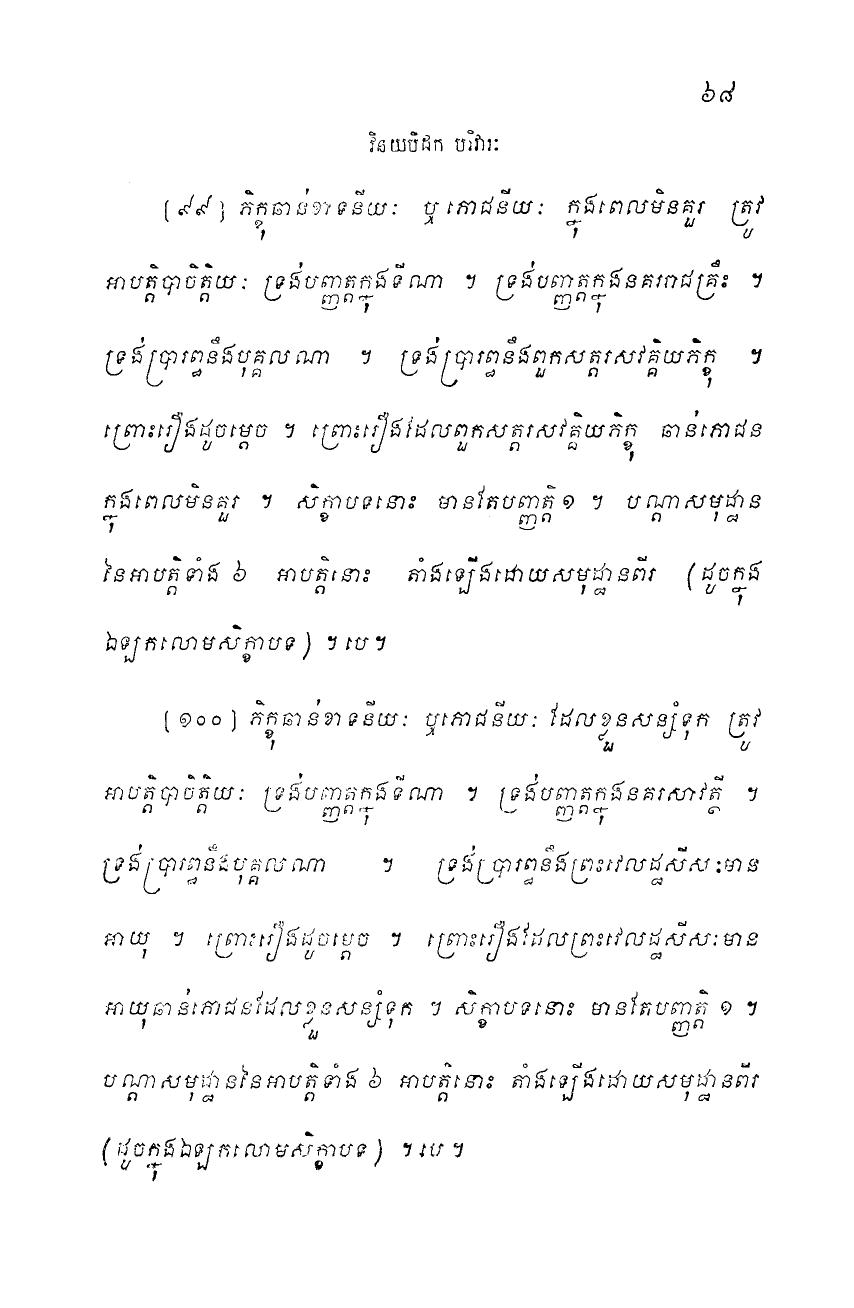 ៦៨
វិនយបិដក បរិវារៈ
[៩៩] ភិក្ខុឆាន់ខាទនីយៈ ឬ ភោជនីយៈ ក្នុងពេលមិនគួរ ត្រូវ
អាបត្តិបាចិត្តិយៈ ទ្រង់បញ្ញត្តក្នុងទីណា ។ ទ្រង់បញ្ញត្តក្នុងនគររាជគ្រឹះ ។
ទ្រង់ប្រារព្ធនឹងបុគ្គលណា ។ ទ្រង់ប្រារព្ធនឹងពួកសត្តរសវគ្គិយភិក្ខុ ។
ព្រោះរឿងដូចម្តេច ។ ព្រោះរឿងដែលពួកសត្តរសវគ្គិយភិក្ខុ ឆាន់ភោជន
ក្នុងពេលមិនគួរ ។ សិក្ខាបទនោះ មានតែបញ្ញត្តិ ១ ។ បណ្តាសមុដ្ឋាន
នៃអាបត្តិទាំង ៦ អាបត្តិនោះ តាំងឡើងដោយសមុដ្ឋានពីរ (ដូចក្នុង
ឯឡកលោមសិក្ខាបទ) ។ បេ ។
[១០០] ភិក្ខុឆាន់ខាទនីយៈ ឬភោជនីយៈ ដែលខ្លួនសន្សំទុក ត្រូវ
អាបត្តិបាចិត្តិយៈ ទ្រង់បញ្ញត្តក្នុងទីណា ។ ទ្រង់បញ្ញត្តក្នុងនគរសាវត្ថី ។
ទ្រង់ប្រារព្ធនឹងបុគ្គលណា ។ ទ្រង់ប្រារព្ធនឹងព្រះវេលដ្ឋសីសៈមាន
អាយុ ។ ព្រោះរឿងដូចម្តេច ។ ព្រោះរឿងដែលព្រះវេលដ្ឋសីសៈមាន
អាយុឆាន់ភោជនដែលខ្លួនសន្សំទុក ។ សិក្ខាបទនោះ មានតែបញ្ញត្តិ ១ ។
បណ្តាសមុដ្ឋាននៃអាបត្តិទាំង ៦ អាបត្តិនោះ តាំងឡើងដោយសមុដ្ឋានពីរ
(ដូចក្នុងឯឡកលោមសិក្ខាបទ) ។ បេ ។